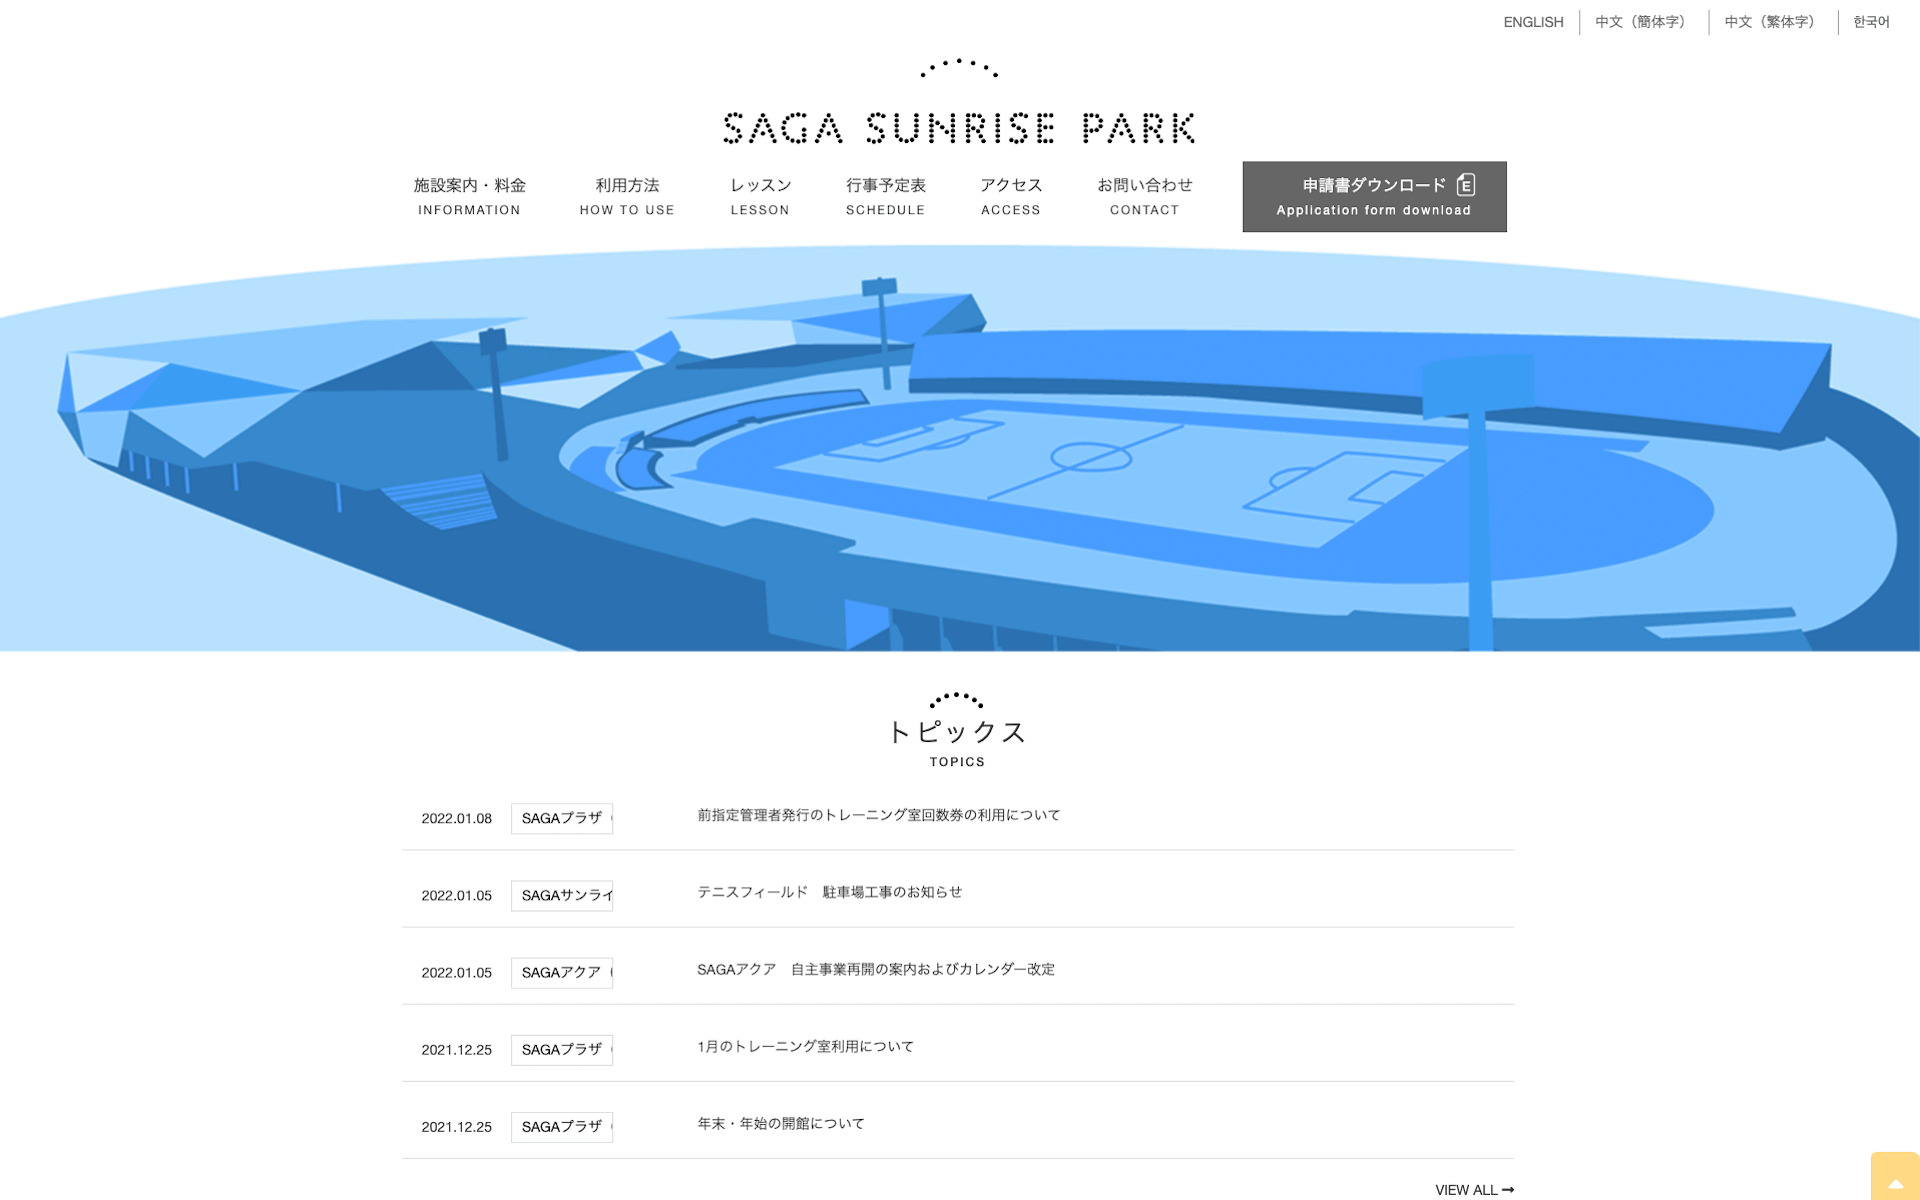 ENGLISH
中文（簡体字）
中文（繁体字）
한국어
SAGA SUNRISE PARK
施設案内・料金
INFORMATION
利用方法
HOW TO USE
レッスン
LESSON
行事予定表
SCHEDULE
アクセス
ACCESS
お問い合わせ
CONTACT
申請書ダウンロード
Application form download
トピックス
TOPICS
2022.01.08 SAGAプラザ 前指定管理者発行のトレーニング室回数券の利用について
2022.01.05 SAGAサンライ テニスフィールド　駐車場工事のお知らせ
2022.01.05 SAGAアクア SAGAアクア　自主事業再開の案内およびカレンダー改定
2021.12.25 SAGAプラザ 1月のトレーニング室利用について
2021.12.25 SAGAプラザ 年末・年始の開館について
VIEW ALL